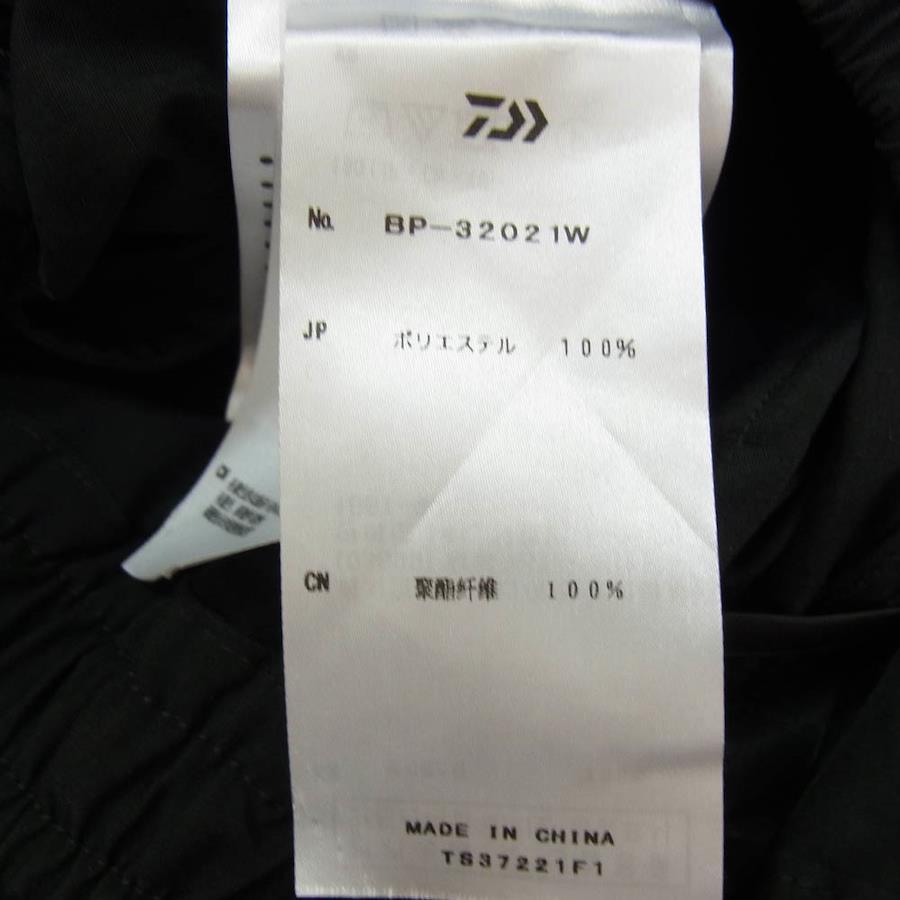 No. BP-32021W
JP ポリエステル 100%
CN 聚酯纤维 100%
MADE IN CHINA
TS37221F1